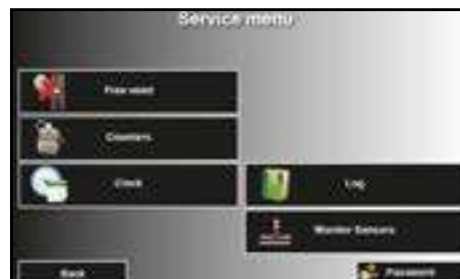 Service menu
Free vend
Counters
Clock
Log
Monitor Sensors
Back
Password